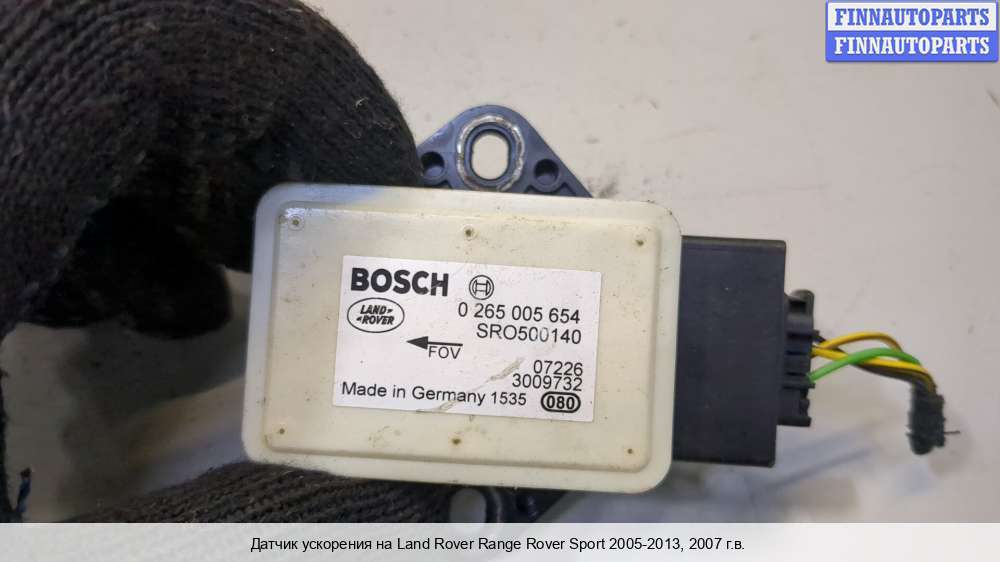 FINNAUTOPARTS
FINNAUTOPARTS
BOSCH
0 265 005 654
LAND-
-ROVER
SRO500140
FOV
07226
3009732
Made in Germany 1535 080
Датчик ускорения на Land Rover Range Rover Sport 2005-2013, 2007 г.в.